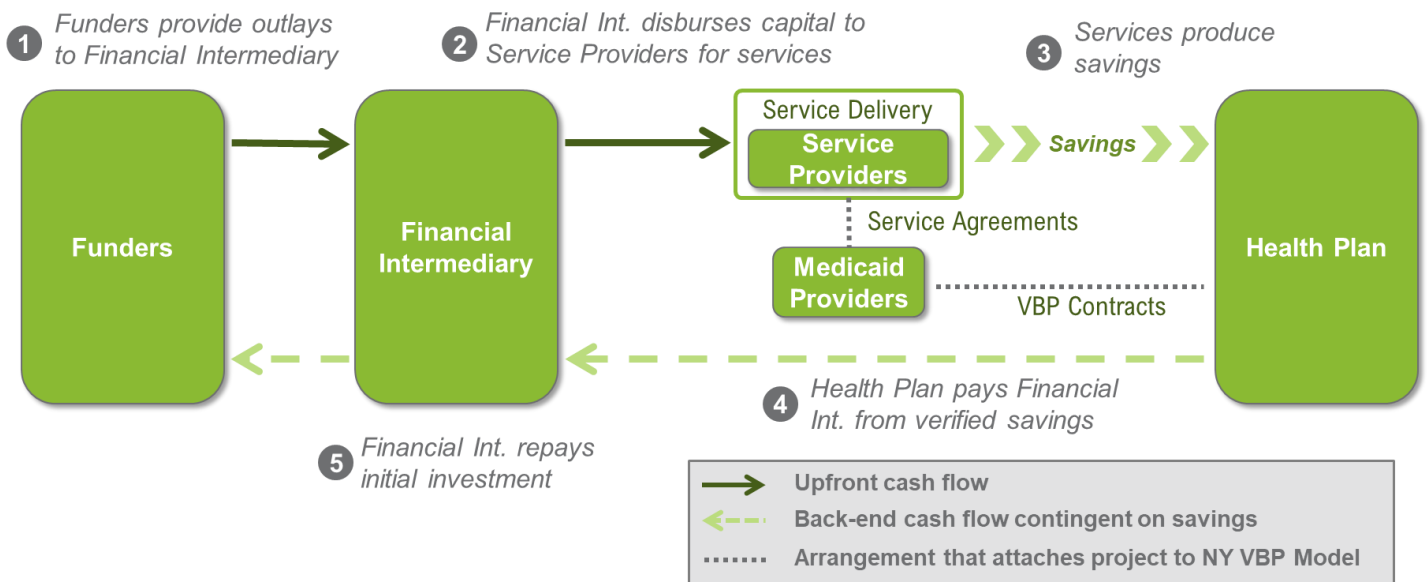 1
Funders provide outlays
to Financial Intermediary
2
Financial Int. disburses capital to
Service Providers for services
3
Services produce
savings
Funders
Financial
Intermediary
Service Delivery
Service
Providers
Savings
Service Agreements
Medicaid
Providers
VBP Contracts
Health Plan
4
Health Plan pays Financial
Int. from verified savings
5
Financial Int. repays
initial investment
Upfront cash flow
Back-end cash flow contingent on savings
Arrangement that attaches project to NY VBP Model